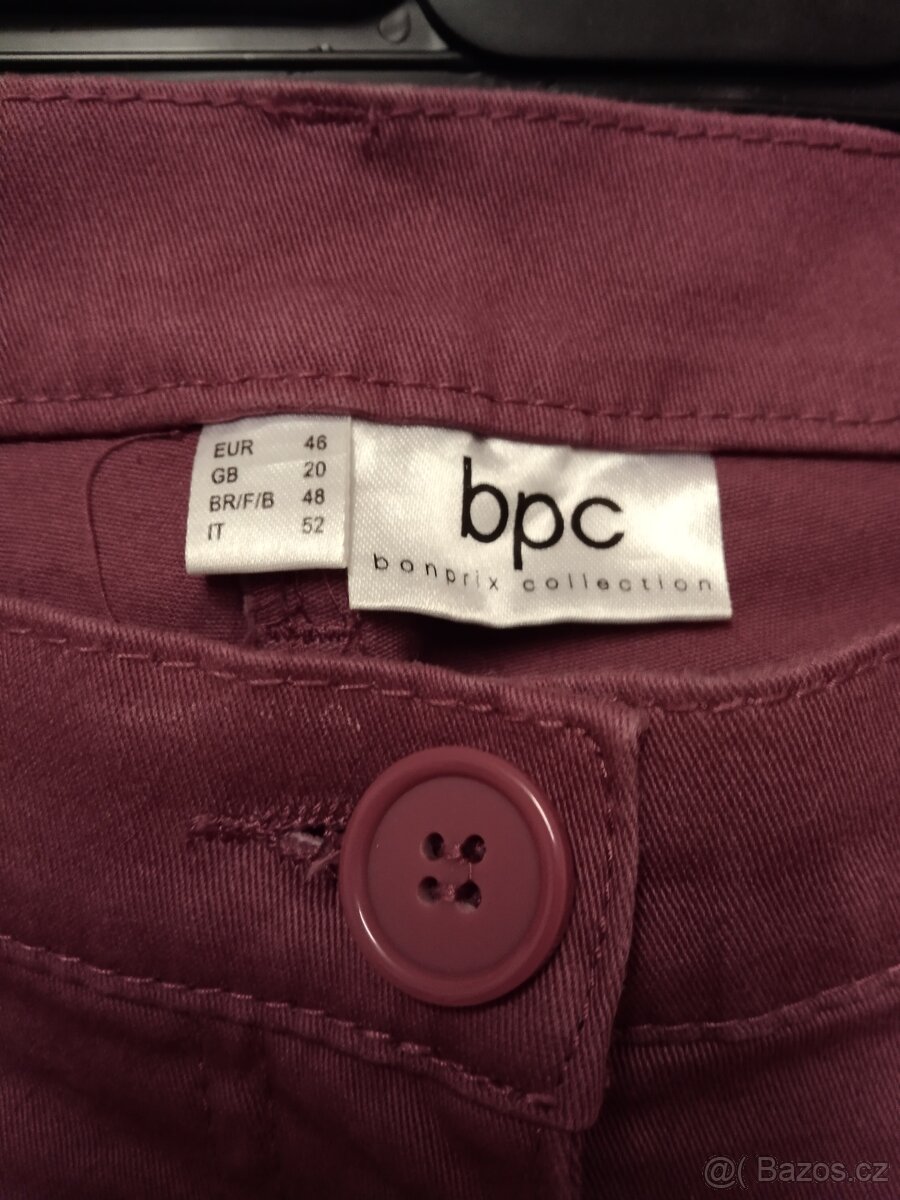 EUR 46
GB 20
BR/F/B 48
IT 52
bpc
bonprix collection
@( Bazos.cz